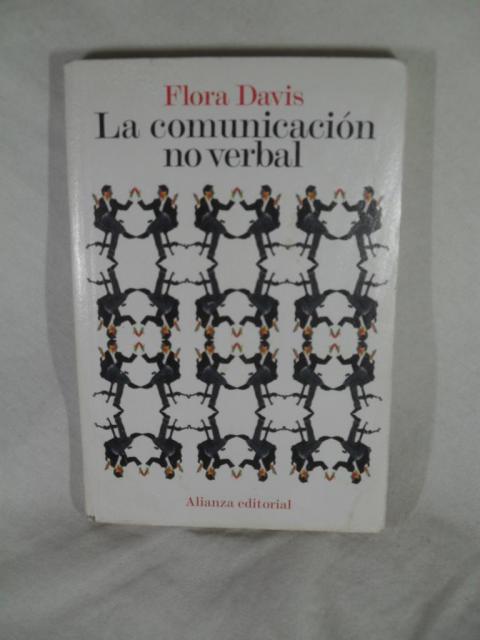 Flora Davis
La comunicación
no verbal
Alianza editorial